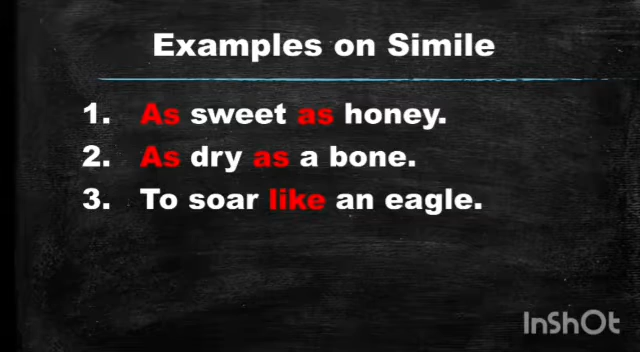 Examples on Simile
1. As sweet as honey.
2. As dry as a bone.
3. To soar like an eagle.
InShOt